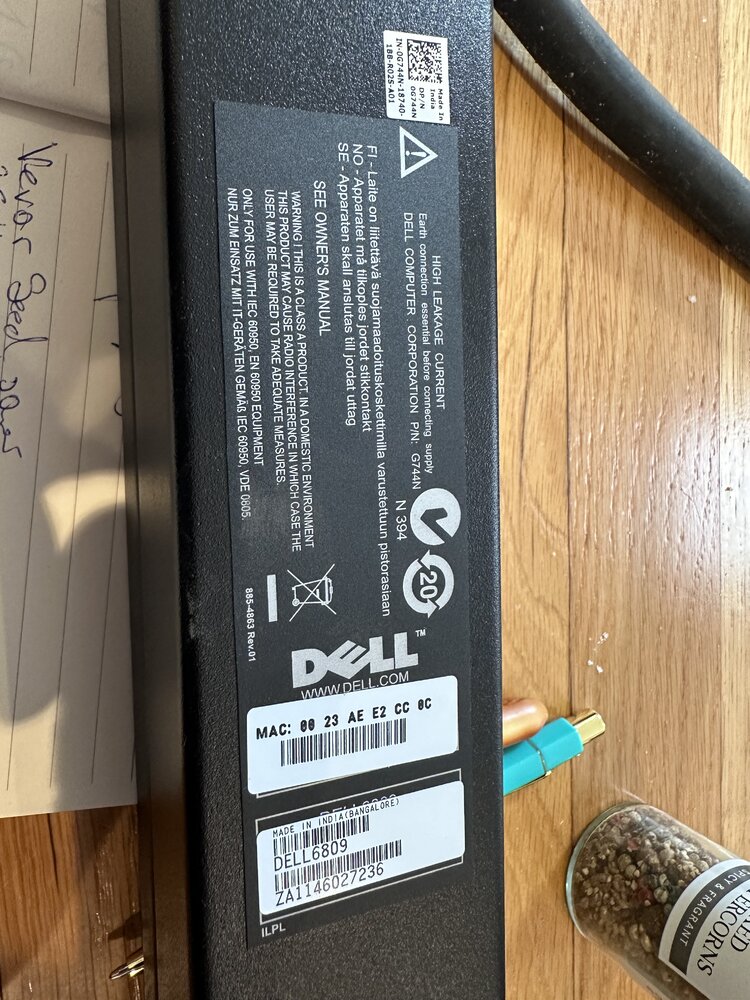 Made In
India
DP/N
0G744N
IN-0G744N-18740-
1BB-R025-A01
HIGH LEAKAGE CURRENT
Earth connection essential before connecting supply
DELL COMPUTER CORPORATION P/N: G744N
FI - Laite on liitettävä suojamaadoituskoskettimilla varustettuun pistorasiaan
NO - Apparatet må tilkoples jordet stikkontakt
SE - Apparaten skall anslutas till jordat uttag
SEE OWNER'S MANUAL
WARNING ! THIS IS A CLASS A PRODUCT. IN A DOMESTIC ENVIRONMENT
THIS PRODUCT MAY CAUSE RADIO INTERFERENCE IN WHICH CASE THE
USER MAY BE REQUIRED TO TAKE ADEQUATE MEASURES.
ONLY FOR USE WITH IEC 60950, EN 60950 EQUIPMENT
NUR ZUM EINSATZ MIT IT-GERÄTEN GEMÄß IEC 60950, VDE 0805.
N 394
20
885-4863 Rev.01
DELL™
WWW.DELL.COM
MAC: 00 23 AE E2 CC 0C
MADE IN INDIA(BANGALORE)
DELL6809
ZA1146027236
ILPL
PICY & FRAGRANT
ERCORNS